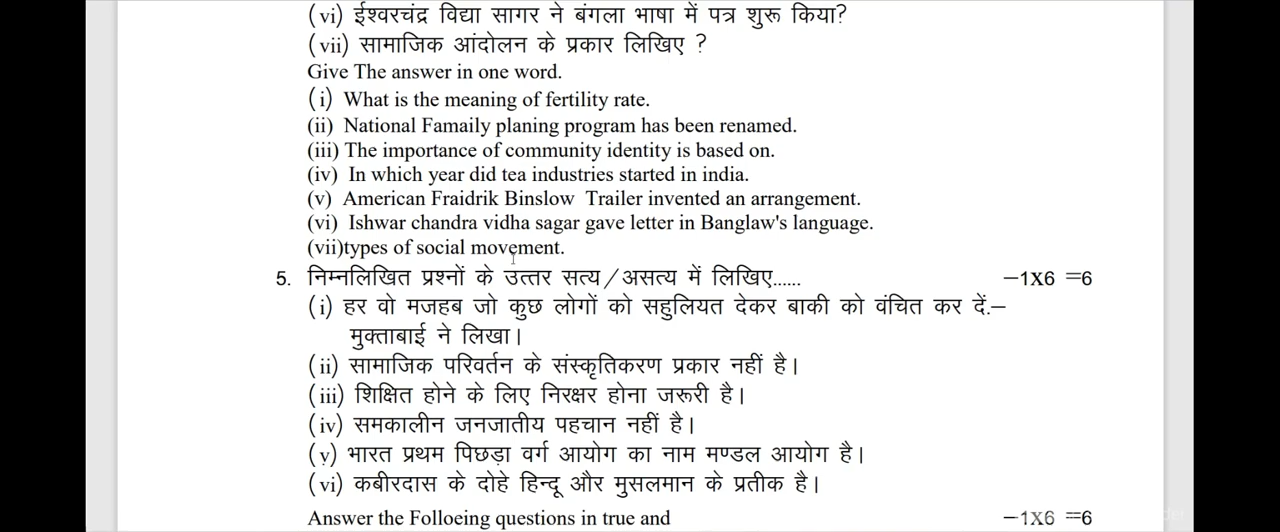 (vi) ईश्वरचंद्र विद्या सागर ने बंगला भाषा में पत्र शुरू किया?
(vii) सामाजिक आंदोलन के प्रकार लिखिए ?
Give The answer in one word.
(i) What is the meaning of fertility rate.
(ii) National Famaily planing program has been renamed.
(iii) The importance of community identity is based on.
(iv) In which year did tea industries started in india.
(v) American Fraidrik Binslow Trailer invented an arrangement.
(vi) Ishwar chandra vidha sagar gave letter in Banglaw's language.
(vii)types of social movement.
5. निम्नलिखित प्रश्नों के उत्तर सत्य/असत्य में लिखिए...... –1X6 =6
(i) हर वो मजहब जो कुछ लोगों को सहुलियत देकर बाकी को वंचित कर दें.–
मुक्ताबाई ने लिखा।
(ii) सामाजिक परिवर्तन के संस्कृतिकरण प्रकार नहीं है।
(iii) शिक्षित होने के लिए निरक्षर होना जरूरी है।
(iv) समकालीन जनजातीय पहचान नहीं है।
(v) भारत प्रथम पिछड़ा वर्ग आयोग का नाम मण्डल आयोग है।
(vi) कबीरदास के दोहे हिन्दू और मुसलमान के प्रतीक है।
Answer the Folloeing questions in true and –1X6 =6